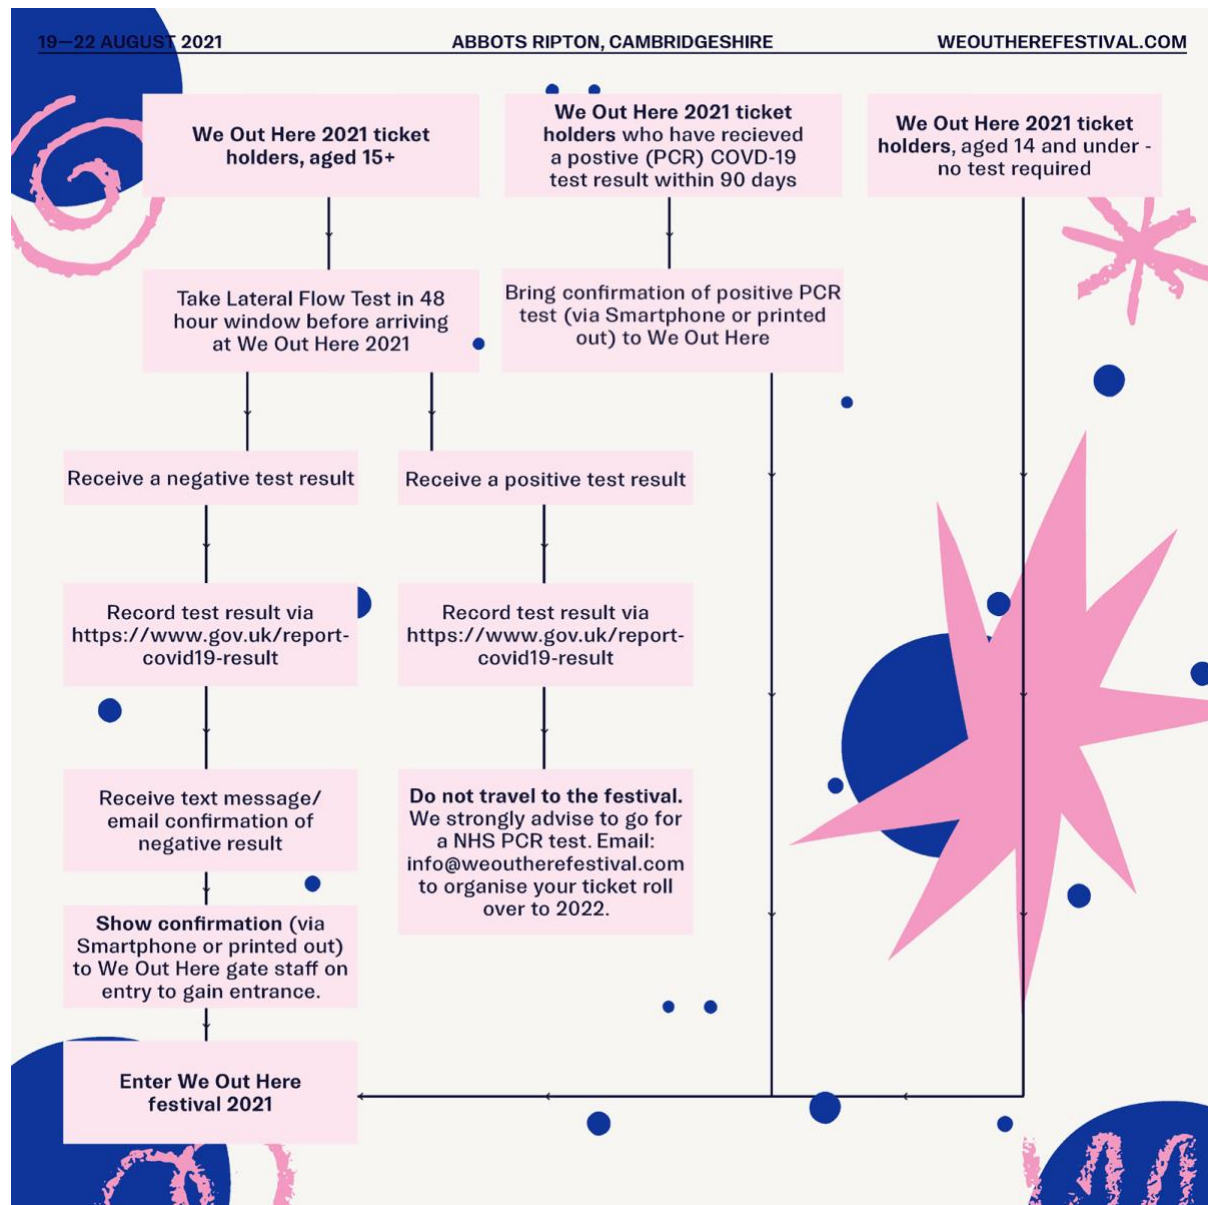 19—22 AUGUST 2021
ABBOTS RIPTON, CAMBRIDGESHIRE
WEOUTHEREFESTIVAL.COM
We Out Here 2021 ticket
holders, aged 15+
We Out Here 2021 ticket
holders who have recieved
a postive (PCR) COVD-19
test result within 90 days
We Out Here 2021 ticket
holders, aged 14 and under -
no test required
Take Lateral Flow Test in 48
hour window before arriving
at We Out Here 2021
Bring confirmation of positive PCR
test (via Smartphone or printed
out) to We Out Here
Receive a negative test result
Receive a positive test result
Record test result via
https://www.gov.uk/report-
covid19-result
Record test result via
https://www.gov.uk/report-
covid19-result
Receive text message/
email confirmation of
negative result
Do not travel to the festival.
We strongly advise to go for
a NHS PCR test. Email:
info@weoutherefestival.com
to organise your ticket roll
over to 2022.
Show confirmation (via
Smartphone or printed out)
to We Out Here gate staff on
entry to gain entrance.
Enter We Out Here
festival 2021